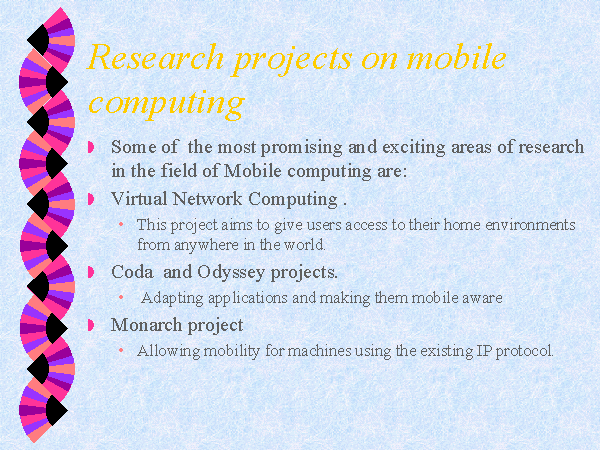 Research projects on mobile
computing
Some of the most promising and exciting areas of research
in the field of Mobile computing are:
Virtual Network Computing .
This project aims to give users access to their home environments
from anywhere in the world.
Coda and Odyssey projects.
Adapting applications and making them mobile aware
Monarch project
Allowing mobility for machines using the existing IP protocol.